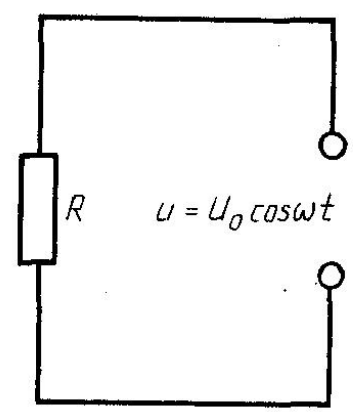 R u = U₀ cosωt